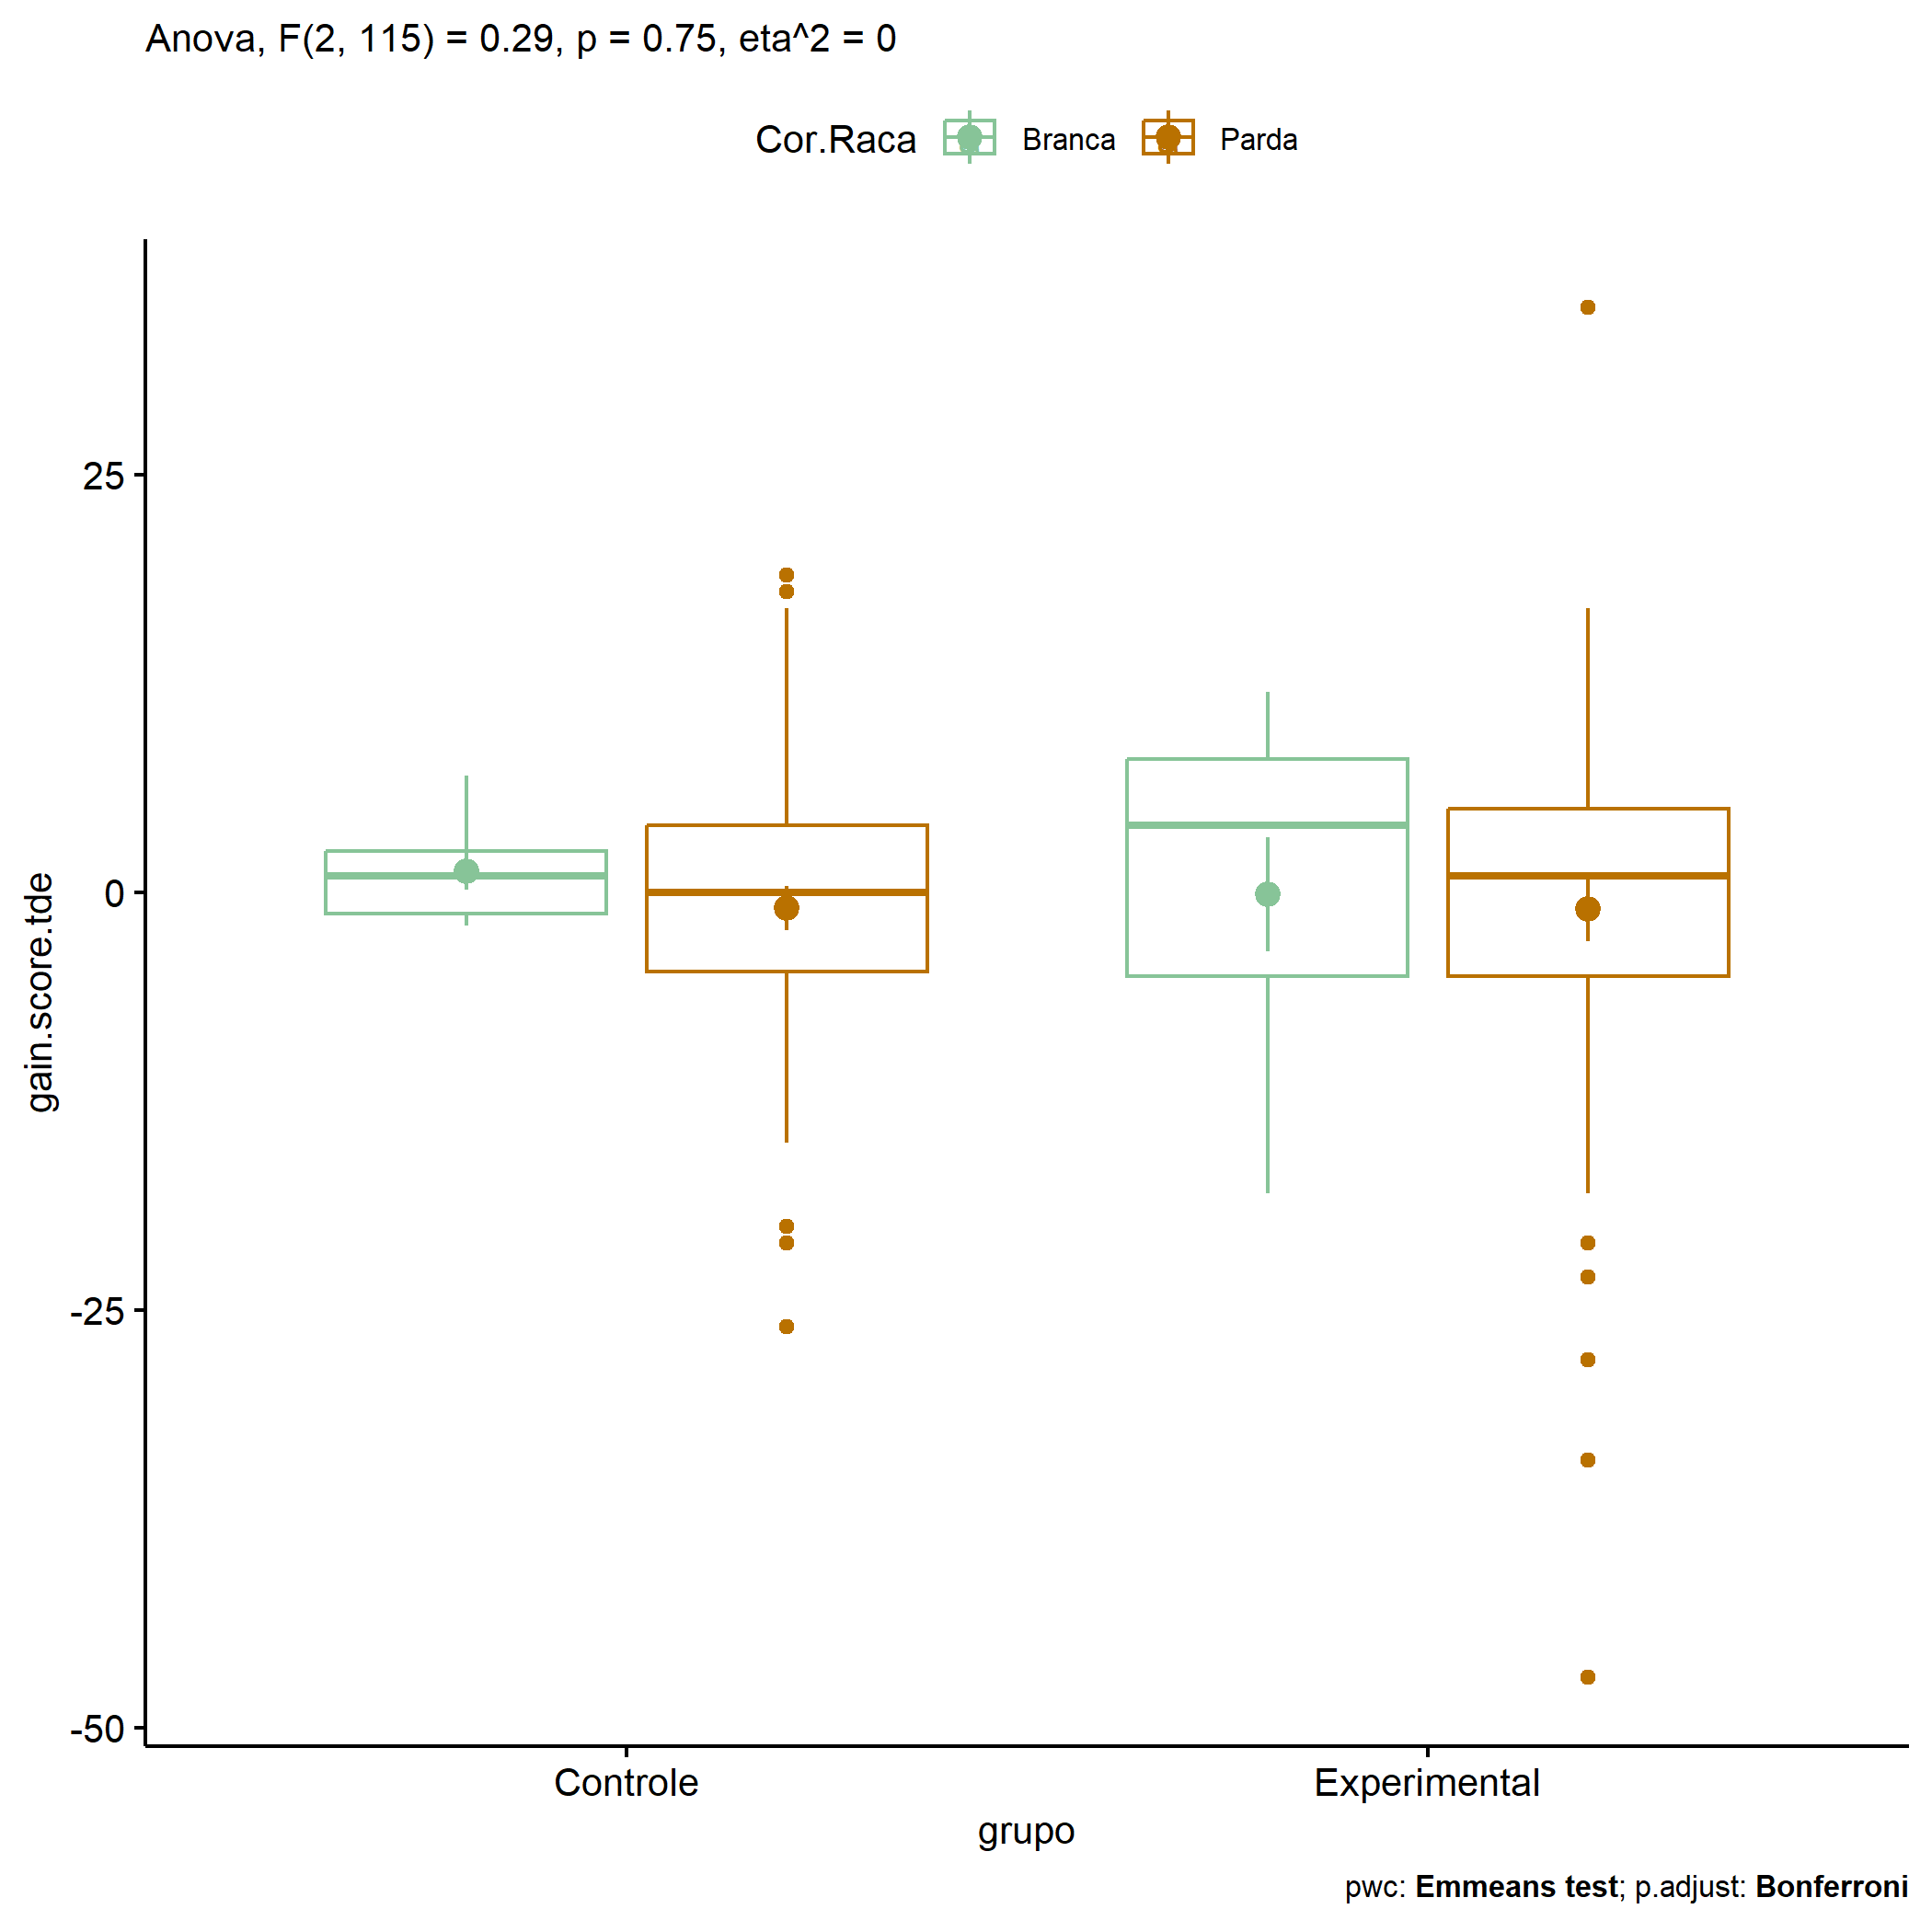 Anova, F(2, 115) = 0.29, p = 0.75, eta^2 = 0
Cor.Raca Branca Parda
gain.score.tde
25
0
-25
-50
Controle Experimental
grupo
pwc: Emmeans test; p.adjust: Bonferroni